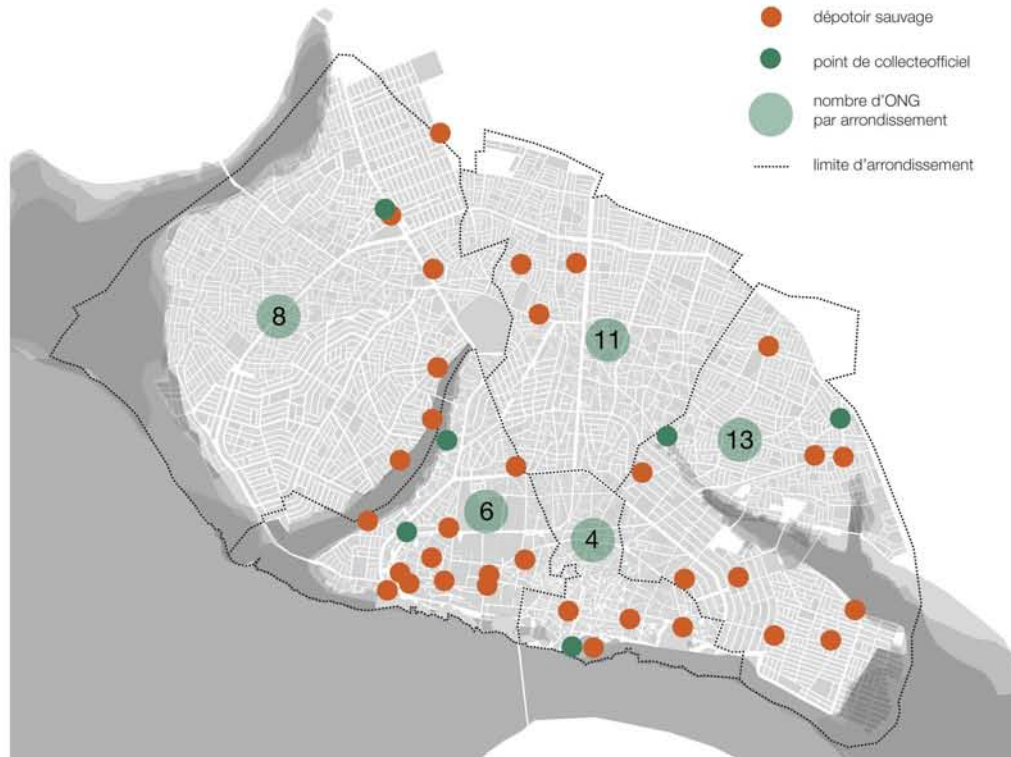 dépotoir sauvage
point de collecteofficiel
nombre d'ONG
par arrondissement
limite d'arrondissement
8
11
13
6
4